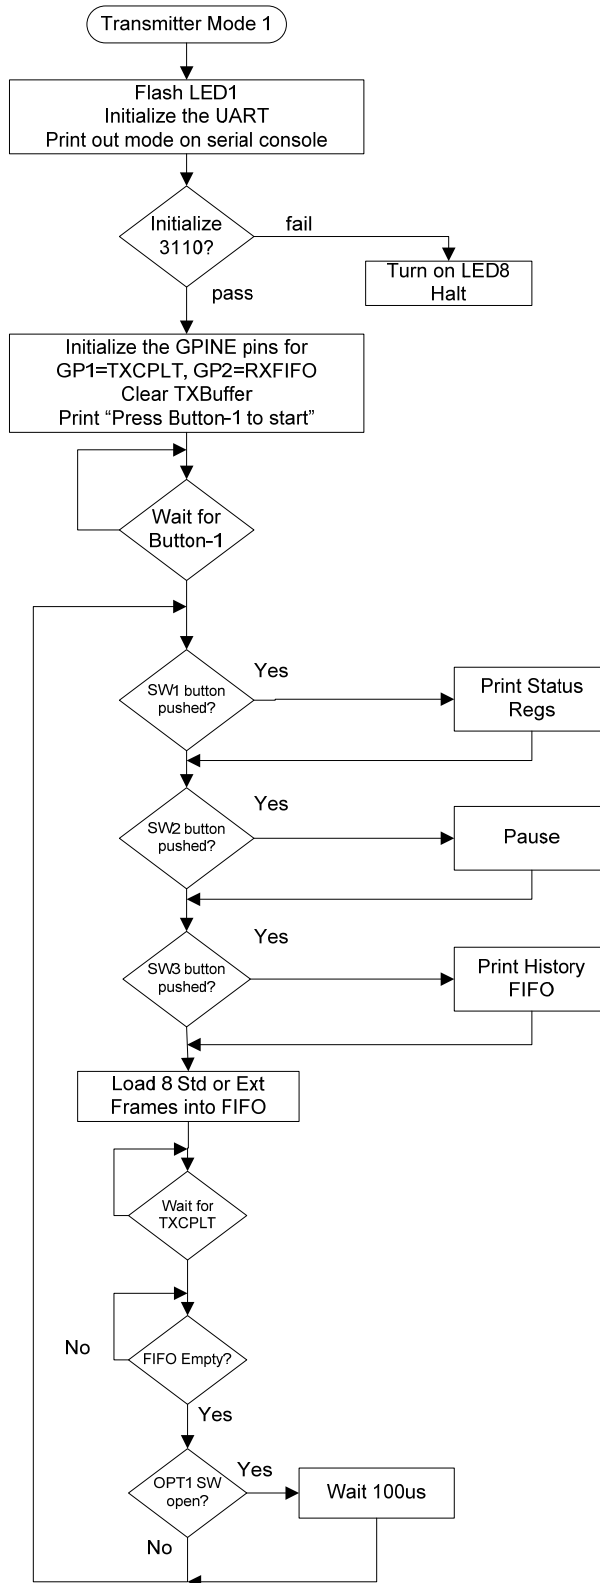 Transmitter Mode 1
Flash LED1
Initialize the UART
Print out mode on serial console
Initialize
3110?
fail
Turn on LED8
Halt
pass
Initialize the GPINE pins for
GP1=TXCPLT, GP2=RXFIFO
Clear TXBuffer
Print “Press Button-1 to start”
Wait for
Button-1
Yes
SW1 button
pushed?
Print Status
Regs
Yes
SW2 button
pushed?
Pause
Yes
SW3 button
pushed?
Print History
FIFO
Load 8 Std or Ext
Frames into FIFO
Wait for
TXCPLT
No
FIFO Empty?
Yes
OPT1 SW
open?
Yes
Wait 100us
No